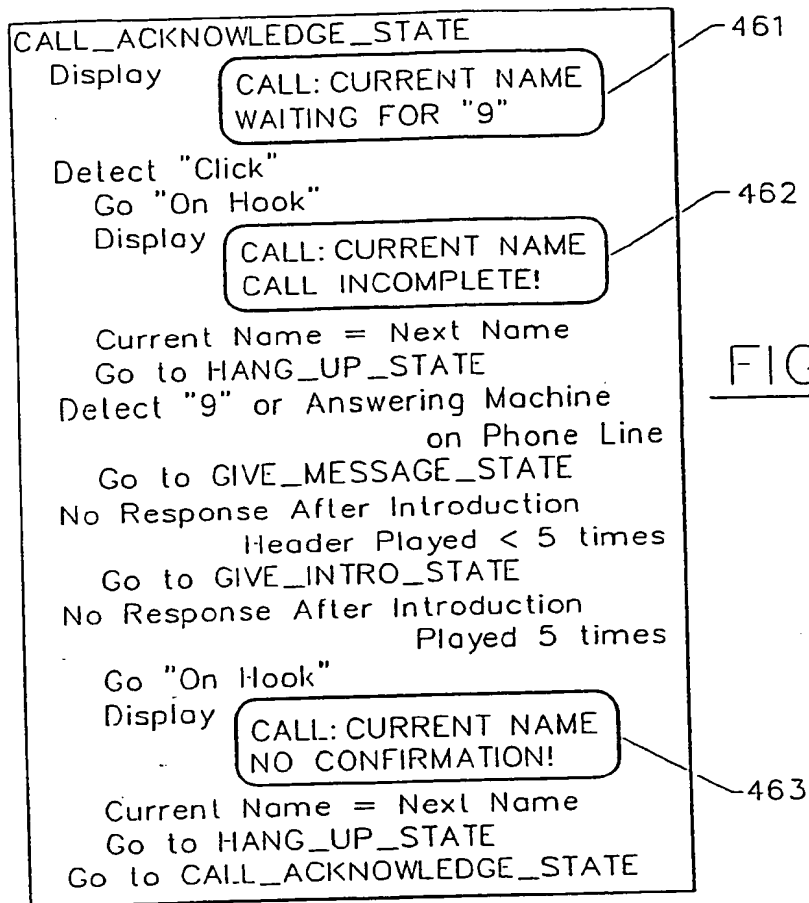 CALL_ACKNOWLEDGE_STATE
461
Display
CALL: CURRENT NAME
WAITING FOR "9"
Detect "Click"
Go "On Hook"
462
Display
CALL: CURRENT NAME
CALL INCOMPLETE!
Current Name = Next Name
Go to HANG_UP_STATE
FIG
Detect "9" or Answering Machine
on Phone Line
Go to GIVE_MESSAGE_STATE
No Response After Introduction
Header Played < 5 times
Go to GIVE_INTRO_STATE
No Response After Introduction
Played 5 times
Go "On Hook"
Display
CALL: CURRENT NAME
NO CONFIRMATION!
463
Current Name = Next Name
Go to HANG_UP_STATE
Go to CALL_ACKNOWLEDGE_STATE